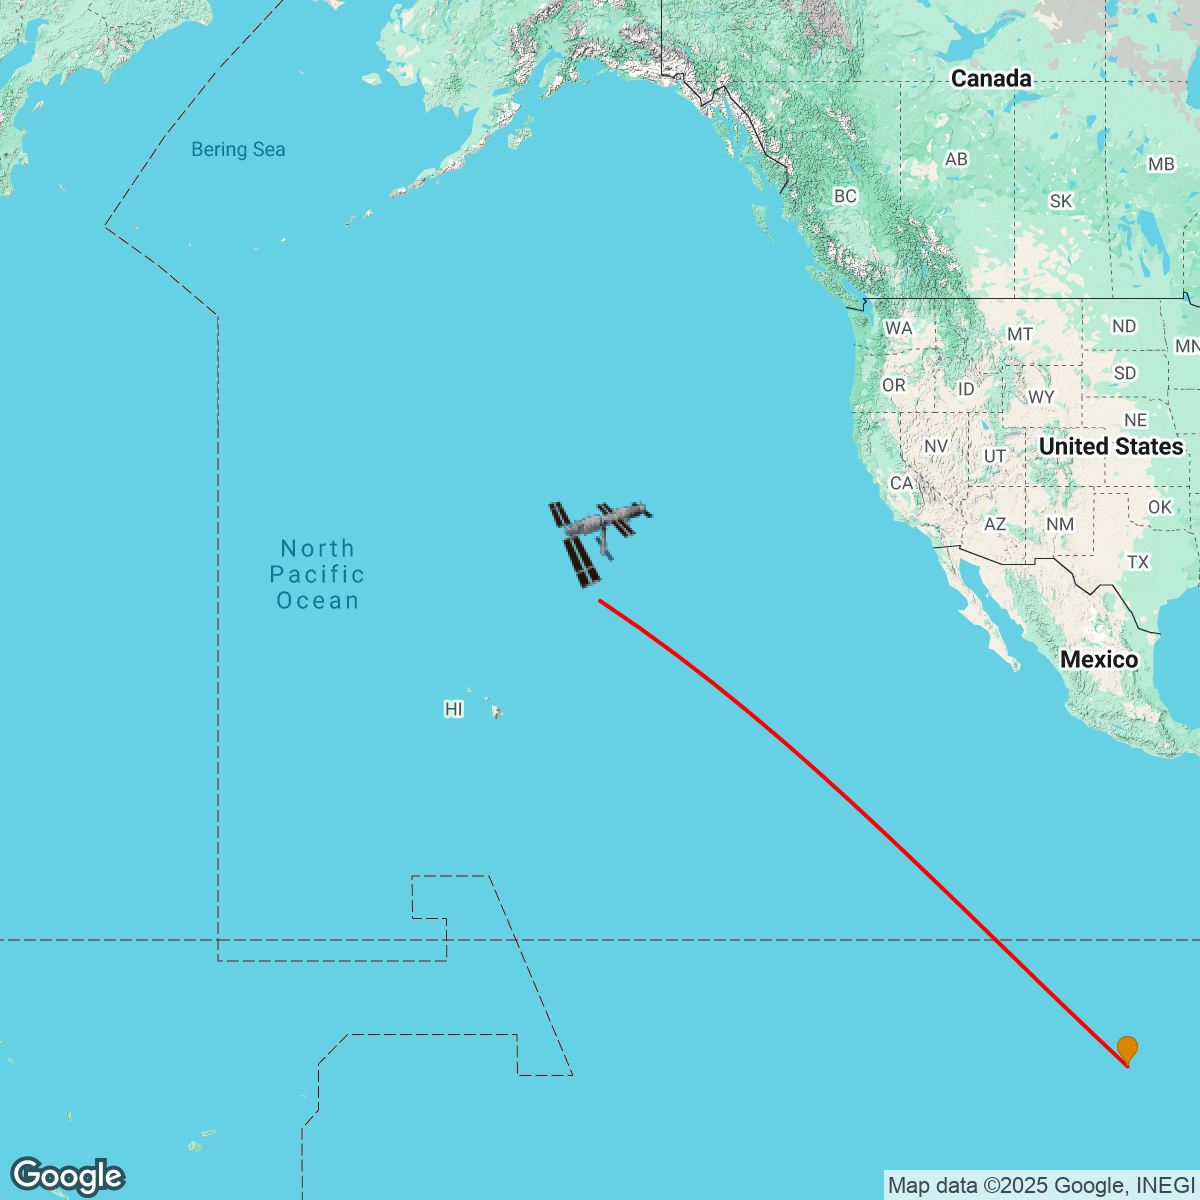 Canada
Bering Sea
AB
MB
BC
SK
WA
MT
ND
MN
OR
ID
WY
SD
NE
NV
UT
United States
CA
AZ
NM
OK
TX
North
Pacific
Ocean
Mexico
HI
Google
Map data ©2025 Google, INEGI